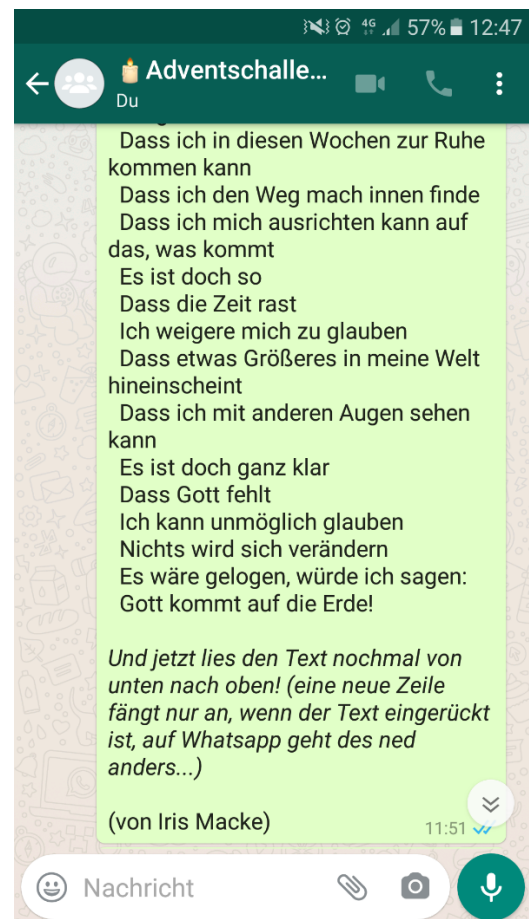 4G 57% 12:47
Adventschalle...
Du
Dass ich in diesen Wochen zur Ruhe
kommen kann
Dass ich den Weg mach innen finde
Dass ich mich ausrichten kann auf
das, was kommt
Es ist doch so
Dass die Zeit rast
Ich weigere mich zu glauben
Dass etwas Größeres in meine Welt
hineinscheint
Dass ich mit anderen Augen sehen
kann
Es ist doch ganz klar
Dass Gott fehlt
Ich kann unmöglich glauben
Nichts wird sich verändern
Es wäre gelogen, würde ich sagen:
Gott kommt auf die Erde!
Und jetzt lies den Text nochmal von
unten nach oben! (eine neue Zeile
fängt nur an, wenn der Text eingerückt
ist, auf Whatsapp geht des ned
anders...)
(von Iris Macke)
11:51
Nachricht